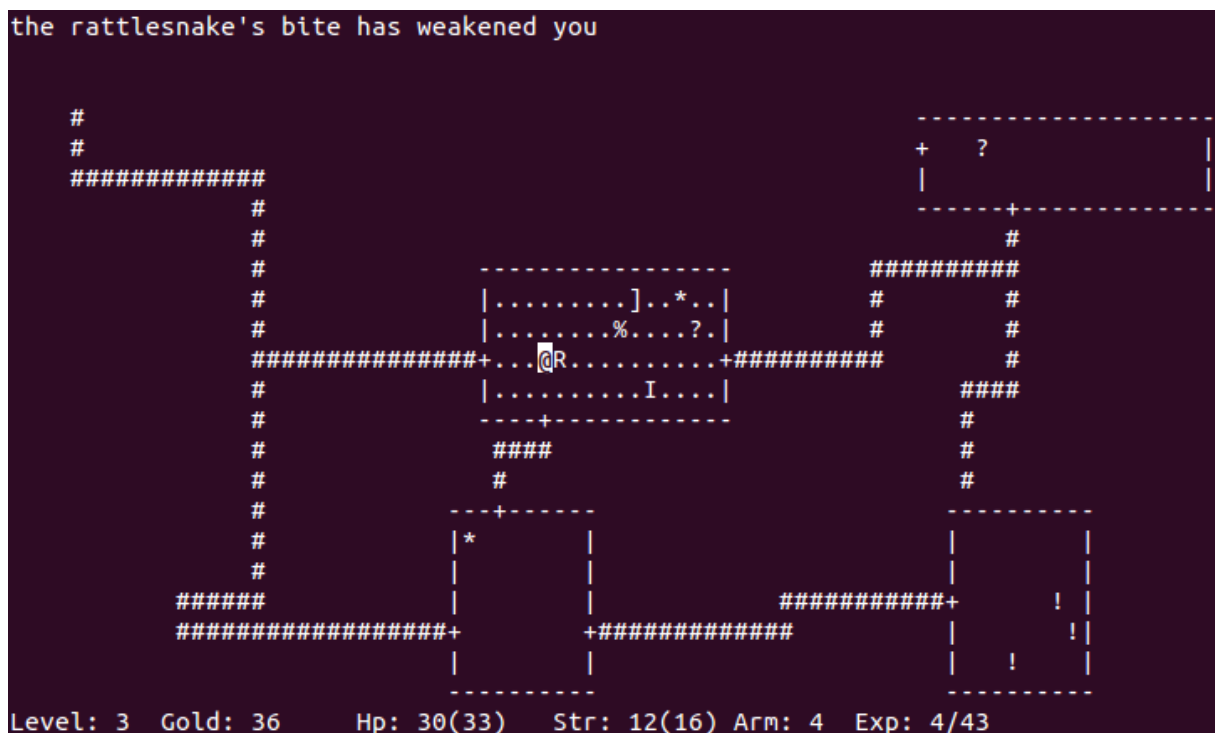 the rattlesnake's bite has weakened you
#                                                       --------------------
#                                                       +   ?              |
#############                                           |                  |
#                                           ------+-------------
#                                                 #
#              -----------------         ##########
#              |.........]..*..|         #        #
#              |........%....?.|         #        #
###############+...@R..........+##########        #
#              |..........I....|               ####
#              ----+------------               #
#               ####                           #
#               #                              #
#            ---+------                       ----------
#            |*       |                       |        |
#            |        |                       |        |
######            |        |            ###########+      ! |
##################+        +#############          |       !|
|        |                       |   !    |
----------                       ----------
Level: 3  Gold: 36     Hp: 30(33)   Str: 12(16) Arm: 4  Exp: 4/43